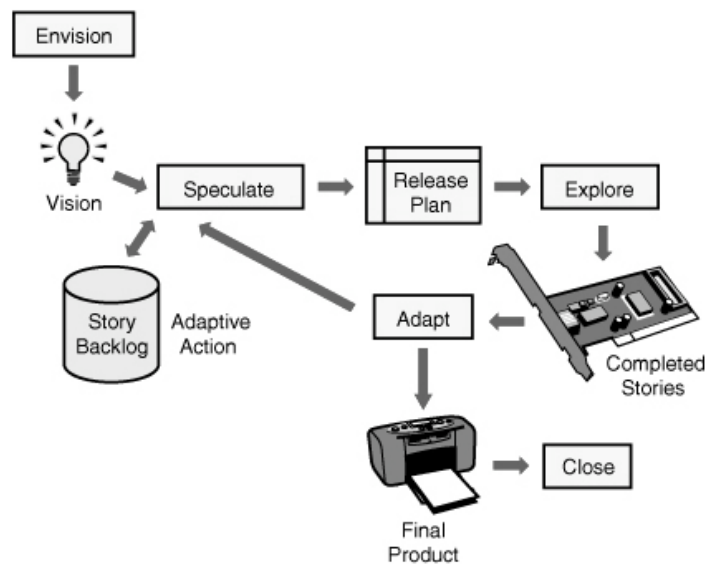 Envision
Vision
Speculate
Release
Plan
Explore
Story
Backlog
Adaptive
Action
Adapt
Completed
Stories
Final
Product
Close